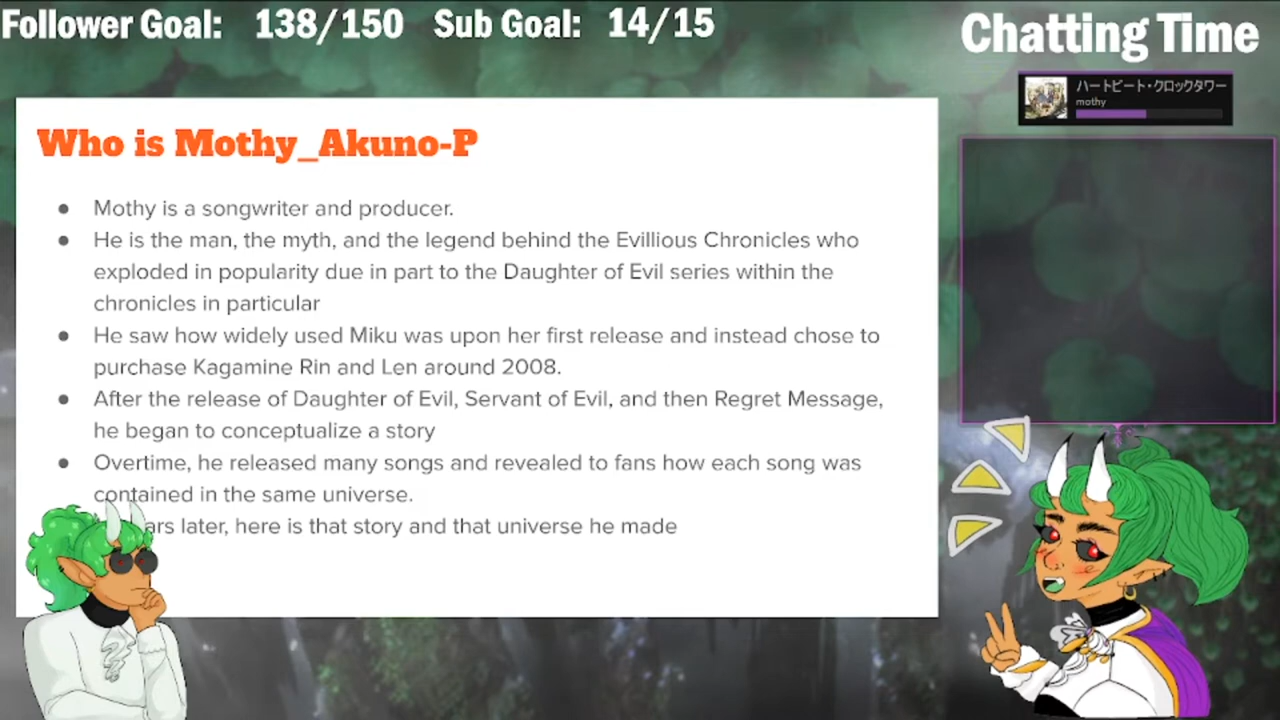 Follower Goal: 138/150 Sub Goal: 14/15
Chatting Time
ハートビート・クロックタワー
mothy
Who is Mothy_Akuno-P
● Mothy is a songwriter and producer.
● He is the man, the myth, and the legend behind the Evillious Chronicles who
exploded in popularity due in part to the Daughter of Evil series within the
chronicles in particular
● He saw how widely used Miku was upon her first release and instead chose to
purchase Kagamine Rin and Len around 2008.
● After the release of Daughter of Evil, Servant of Evil, and then Regret Message,
he began to conceptualize a story
● Overtime, he released many songs and revealed to fans how each song was
contained in the same universe.
later, here is that story and that universe he made